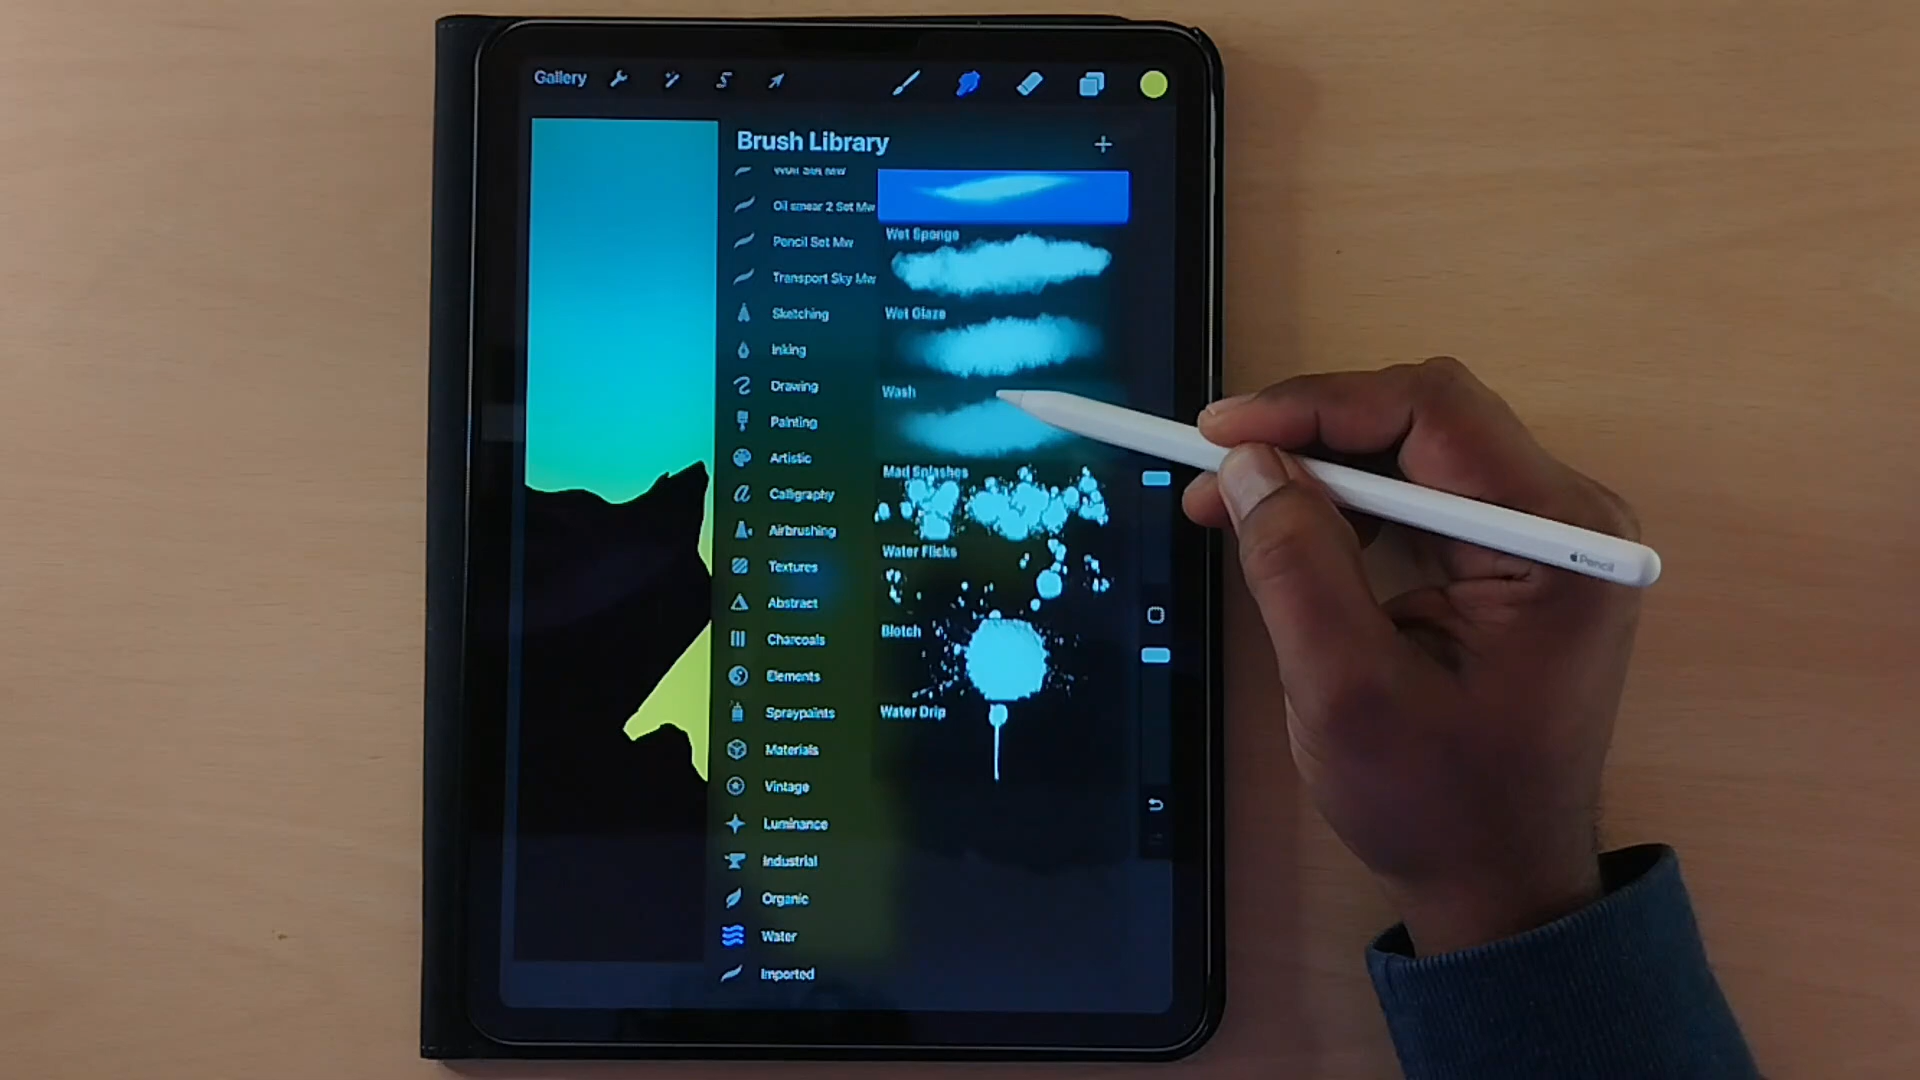 Gallery
Brush Library
Oil smear 2 Set Mw
Pencil Set Mw
Transport Sky Mw
Sketching
Inking
Drawing
Painting
Artistic
Calligraphy
Airbrushing
Textures
Abstract
Charcoals
Elements
Spraypaints
Materials
Vintage
Luminance
Industrial
Organic
Water
Imported
Wet Sponge
Wet Glaze
Wash
Mad Splashes
Water Flicks
Blotch
Water Drip
Pencil